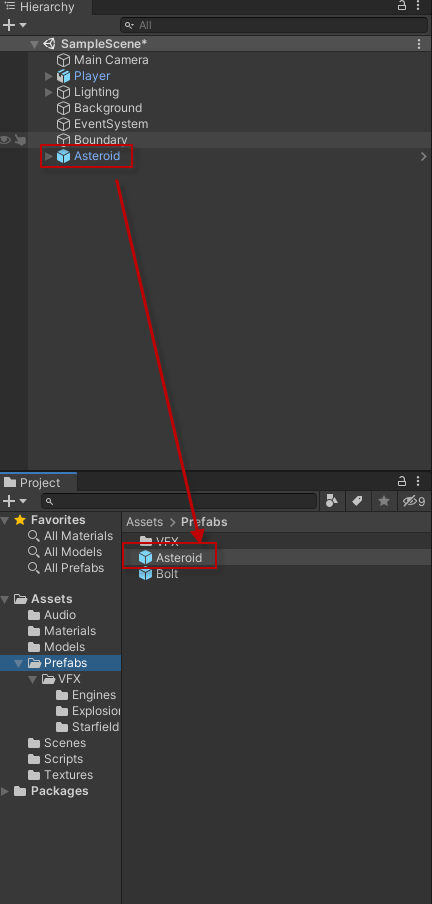 Hierarchy
All
SampleScene*
Main Camera
Player
Lighting
Background
EventSystem
Boundary
Asteroid
Project
9
Favorites
All Materials
All Models
All Prefabs
Assets
Audio
Materials
Models
Prefabs
VFX
Engines
Explosion
Starfield
Scenes
Scripts
Textures
Packages
Assets > Prefabs
VFX
Asteroid
Bolt